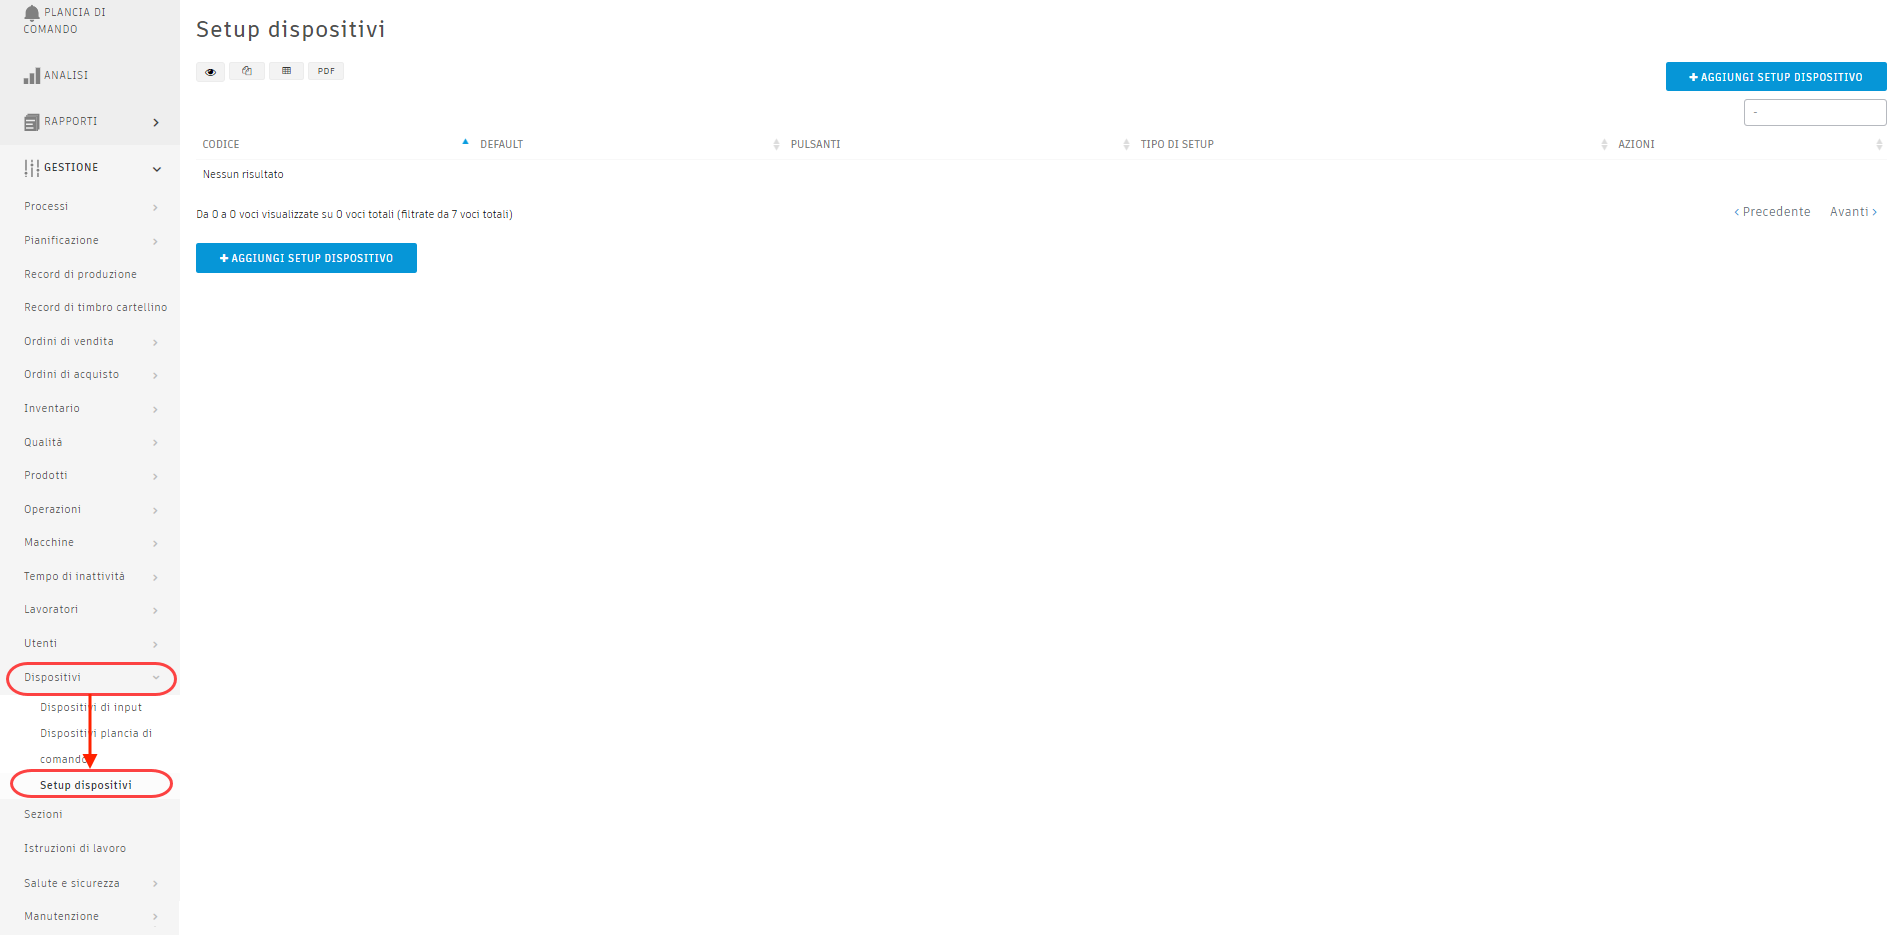 PLANCIA DI
COMANDO
ANALISI
RAPPORTI
GESTIONE
Processi
Pianificazione
Record di produzione
Record di timbro cartellino
Ordini di vendita
Ordini di acquisto
Inventario
Qualità
Prodotti
Operazioni
Macchine
Tempo di inattività
Lavoratori
Utenti
Dispositivi
Dispositivi di input
Dispositivi plancia di
comando
Setup dispositivi
Sezioni
Istruzioni di lavoro
Salute e sicurezza
Manutenzione
Setup dispositivi
PDF
+ AGGIUNGI SETUP DISPOSITIVO
-
CODICE DEFAULT PULSANTI TIPO DI SETUP AZIONI
Nessun risultato
Da 0 a 0 voci visualizzate su 0 voci totali (filtrate da 7 voci totali)
‹ Precedente Avanti ›
+ AGGIUNGI SETUP DISPOSITIVO